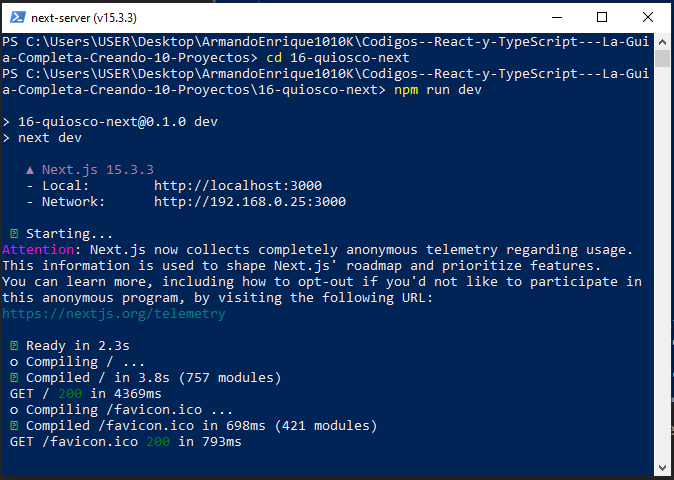 next-server (v15.3.3)
PS C:\Users\USER\Desktop\ArmandoEnrique1010K\Codigos--React-y-TypeScript---La-Gui
a-Completa-Creando-10-Proyectos> cd 16-quiosco-next
PS C:\Users\USER\Desktop\ArmandoEnrique1010K\Codigos--React-y-TypeScript---La-Gui
a-Completa-Creando-10-Proyectos\16-quiosco-next> npm run dev
> 16-quiosco-next@0.1.0 dev
> next dev
▲ Next.js 15.3.3
- Local: http://localhost:3000
- Network: http://192.168.0.25:3000
Starting...
Attention: Next.js now collects completely anonymous telemetry regarding usage.
This information is used to shape Next.js' roadmap and prioritize features.
You can learn more, including how to opt-out if you'd not like to participate in
this anonymous program, by visiting the following URL:
https://nextjs.org/telemetry
Ready in 2.3s
o Compiling / ...
Compiled / in 3.8s (757 modules)
GET / 200 in 4369ms
o Compiling /favicon.ico ...
Compiled /favicon.ico in 698ms (421 modules)
GET /favicon.ico 200 in 793ms